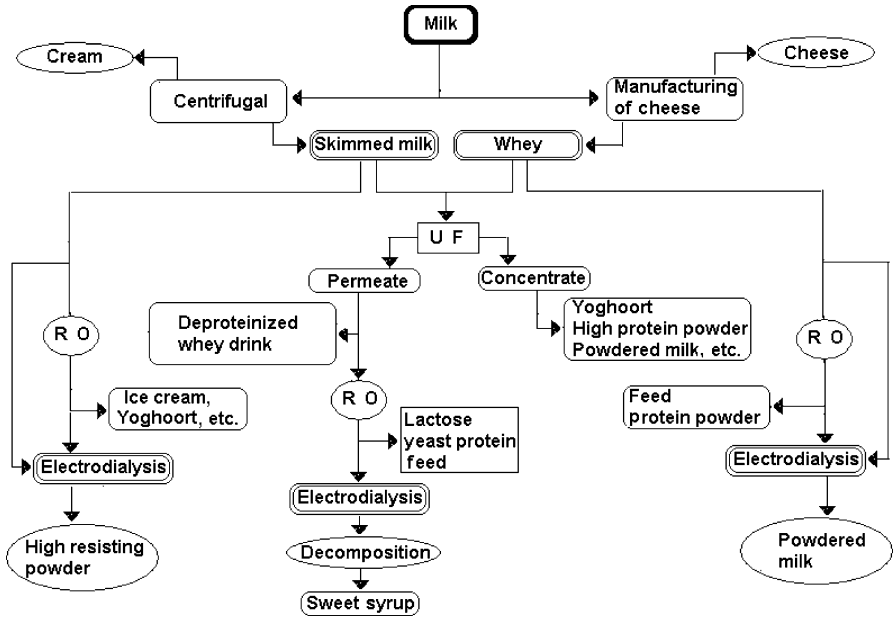 Milk
Cream
Cheese
Centrifugal
Manufacturing
of cheese
Skimmed milk
Whey
U F
Permeate
Concentrate
Deproteinized
whey drink
Yoghoort
High protein powder
Powdered milk, etc.
R O
R O
R O
Ice cream,
Yoghoort, etc.
Lactose
yeast protein
feed
Feed
protein powder
Electrodialysis
Electrodialysis
Electrodialysis
High resisting
powder
Decomposition
Powdered
milk
Sweet syrup